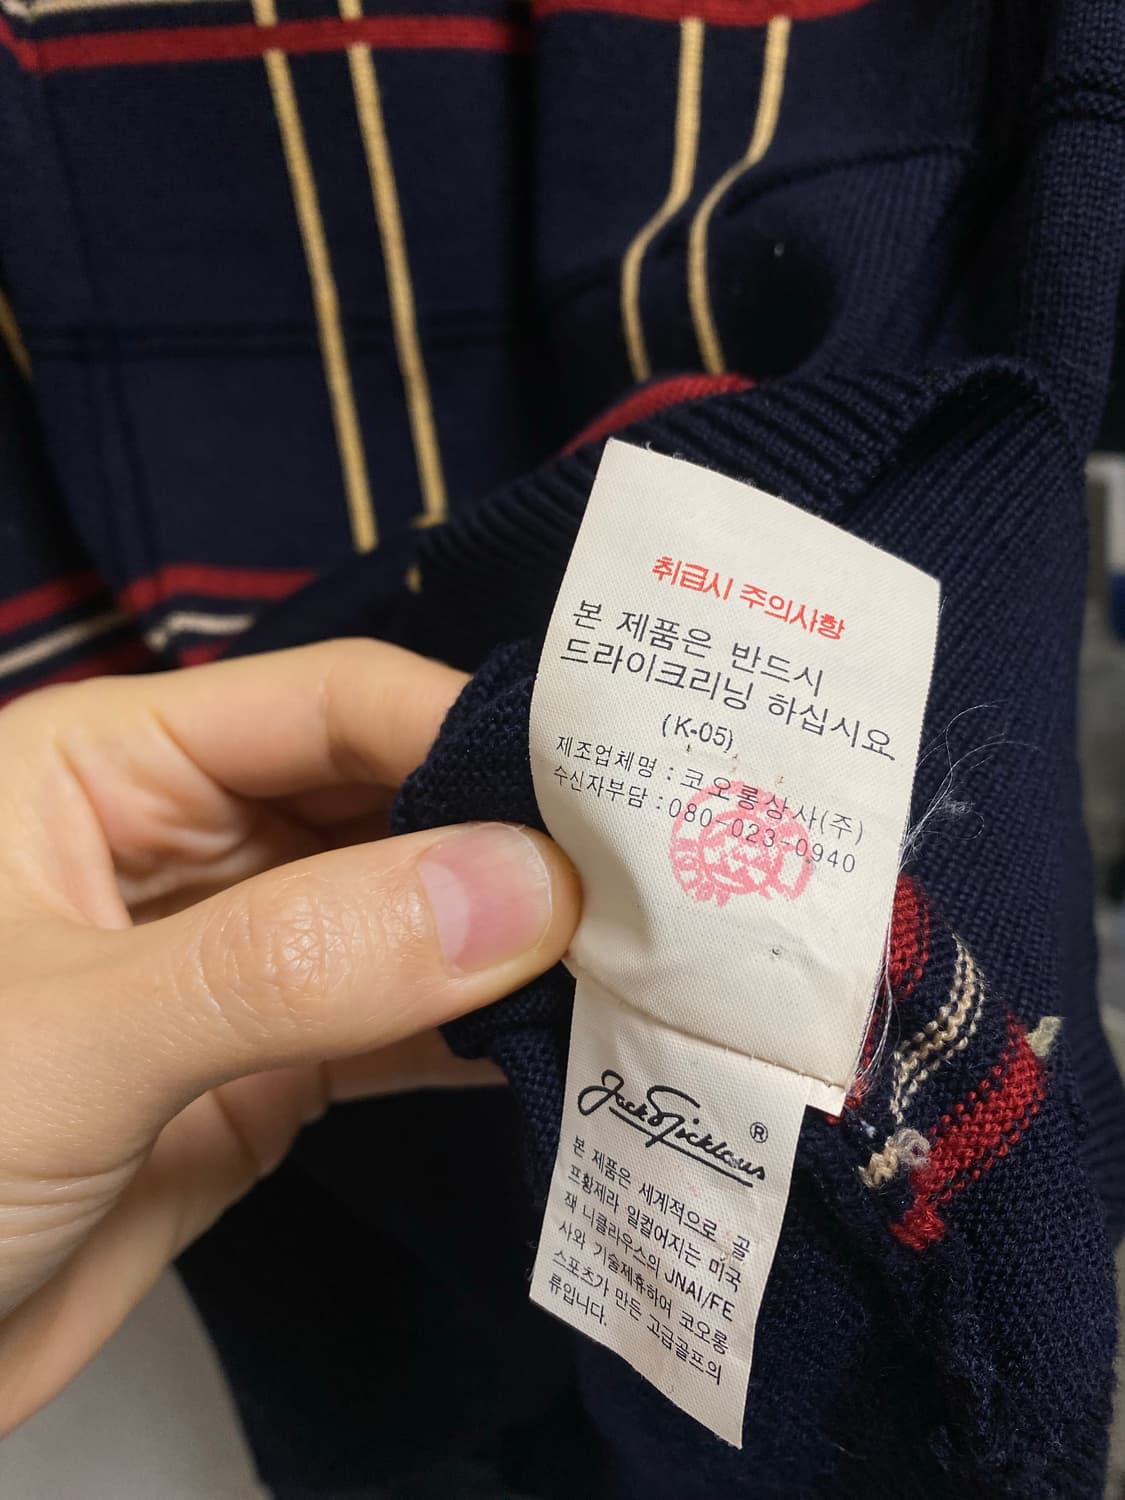 취급시 주의사항
본 제품은 반드시
드라이크리닝 하십시요
(K-05)
제조업체명 : 코오롱상사(주)
수신자부담 : 080-023-0940
Jack Nicklaus ®
본 제품은 세계적으로 골
프황제라 일컬어지는 미국
잭 니클라우스의 JNAI/FE
사와 기술제휴하여 코오롱
스포츠가 만든 고급골프의
류입니다.